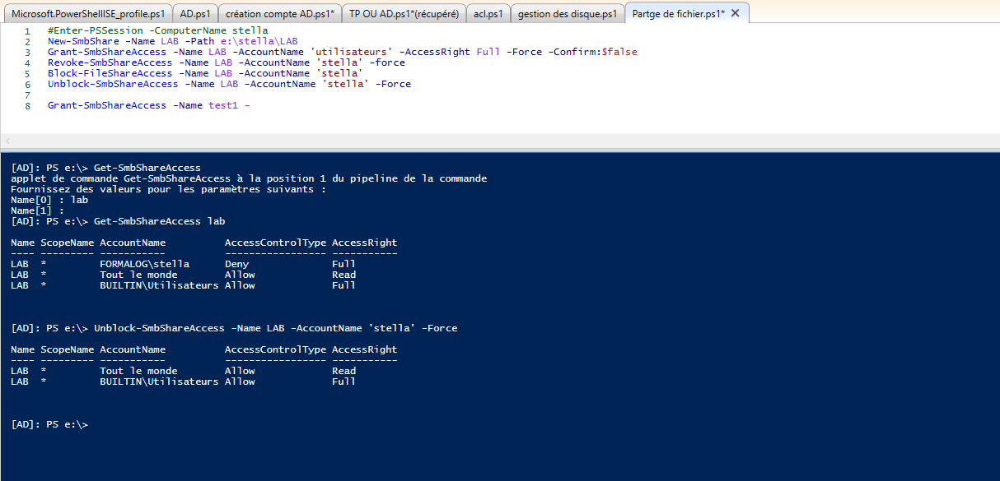 Microsoft.PowerShellISE_profile.ps1 AD.ps1 création compte AD.ps1* TP OU AD.ps1*(récupéré) acl.ps1 gestion des disque.ps1 Partge de fichier.ps1* X
1 #Enter-PSSession -ComputerName stella
2 New-SmbShare -Name LAB -Path e:\stella\LAB
3 Grant-SmbShareAccess -Name LAB -AccountName 'utilisateurs' -AccessRight Full -Force -Confirm:$false
4 Revoke-SmbShareAccess -Name LAB -AccountName 'stella' -force
5 Block-FileShareAccess -Name LAB -AccountName 'stella'
6 Unblock-SmbShareAccess -Name LAB -AccountName 'stella' -Force
7
8 Grant-SmbShareAccess -Name test1 -
[AD]: PS e:\> Get-SmbShareAccess
applet de commande Get-SmbShareAccess à la position 1 du pipeline de la commande
Fournissez des valeurs pour les paramètres suivants :
Name[0] : lab
Name[1] :
[AD]: PS e:\> Get-SmbShareAccess lab
Name ScopeName AccountName AccessControlType AccessRight
---- --------- ----------- ----------------- -----------
LAB * FORMALOG\stella Deny Full
LAB * Tout le monde Allow Read
LAB * BUILTIN\Utilisateurs Allow Full
[AD]: PS e:\> Unblock-SmbShareAccess -Name LAB -AccountName 'stella' -Force
Name ScopeName AccountName AccessControlType AccessRight
---- --------- ----------- ----------------- -----------
LAB * Tout le monde Allow Read
LAB * BUILTIN\Utilisateurs Allow Full
[AD]: PS e:\>